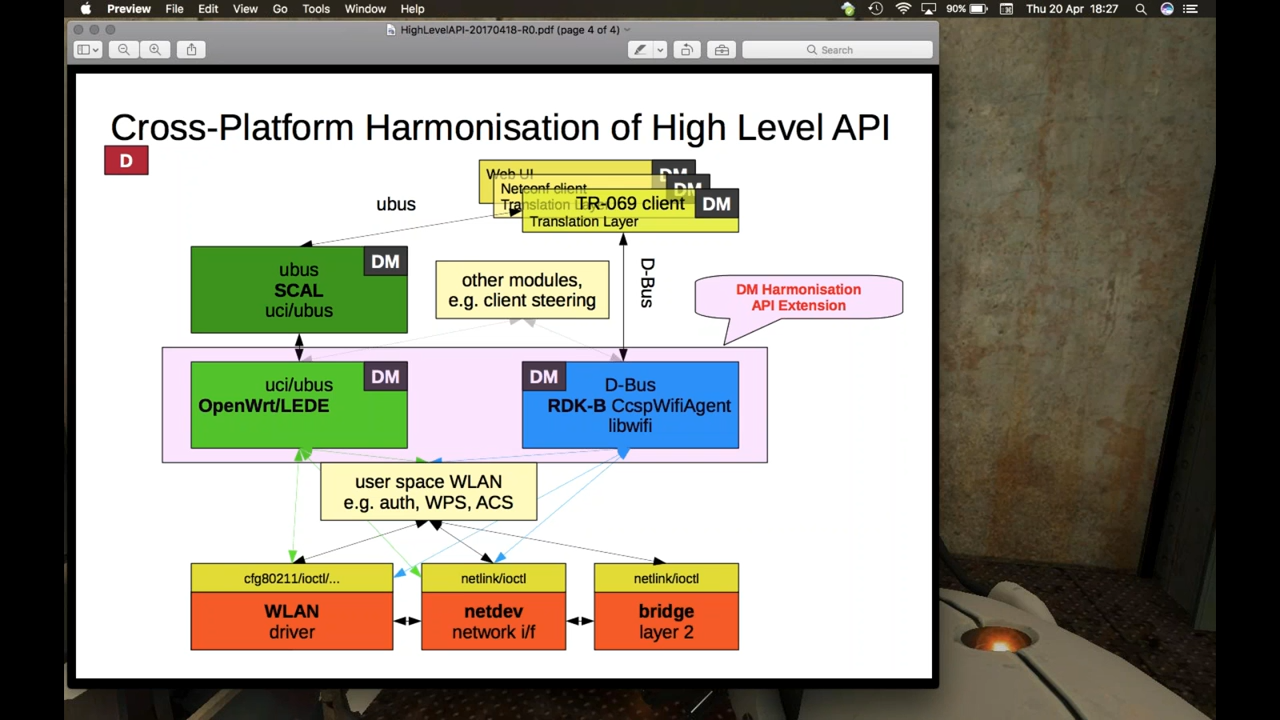 Preview File Edit View Go Tools Window Help
90% Thu 20 Apr 18:27
HighLevelAPI-20170418-R0.pdf (page 4 of 4)
Search
Cross-Platform Harmonisation of High Level API
D
Web UI DM
Netconf client DM
TR-069 client DM
Translation Layer
ubus
ubus DM
SCAL
uci/ubus
other modules,
e.g. client steering
D-Bus
DM Harmonisation
API Extension
uci/ubus DM
OpenWrt/LEDE
DM D-Bus
RDK-B CcspWifiAgent
libwifi
user space WLAN
e.g. auth, WPS, ACS
cfg80211/ioctl/...
WLAN
driver
netlink/ioctl
netdev
network i/f
netlink/ioctl
bridge
layer 2